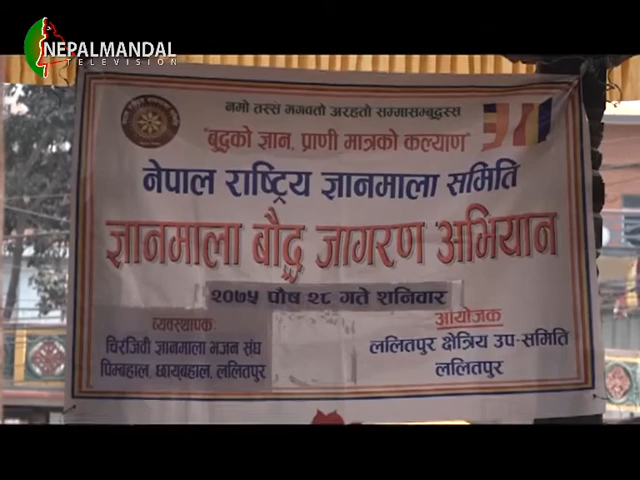 NEPALMANDAL
TELEVISION
नमो तस्स भगवतो अरहतो सम्मासम्बुद्धस्स
"बुद्धको ज्ञान, प्राणी मात्रको कल्याण"
नेपाल राष्ट्रिय ज्ञानमाला समिति
ज्ञानमाला बौद्ध जागरण अभियान
२०७५ पौष २८ गते शनिवार
व्यवस्थापक:
चिरंजिवी ज्ञानमाला भजन संघ
पिम्बहाल, छाय्बहाल, ललितपुर
आयोजक
ललितपुर क्षेत्रिय उप-समिति
ललितपुर